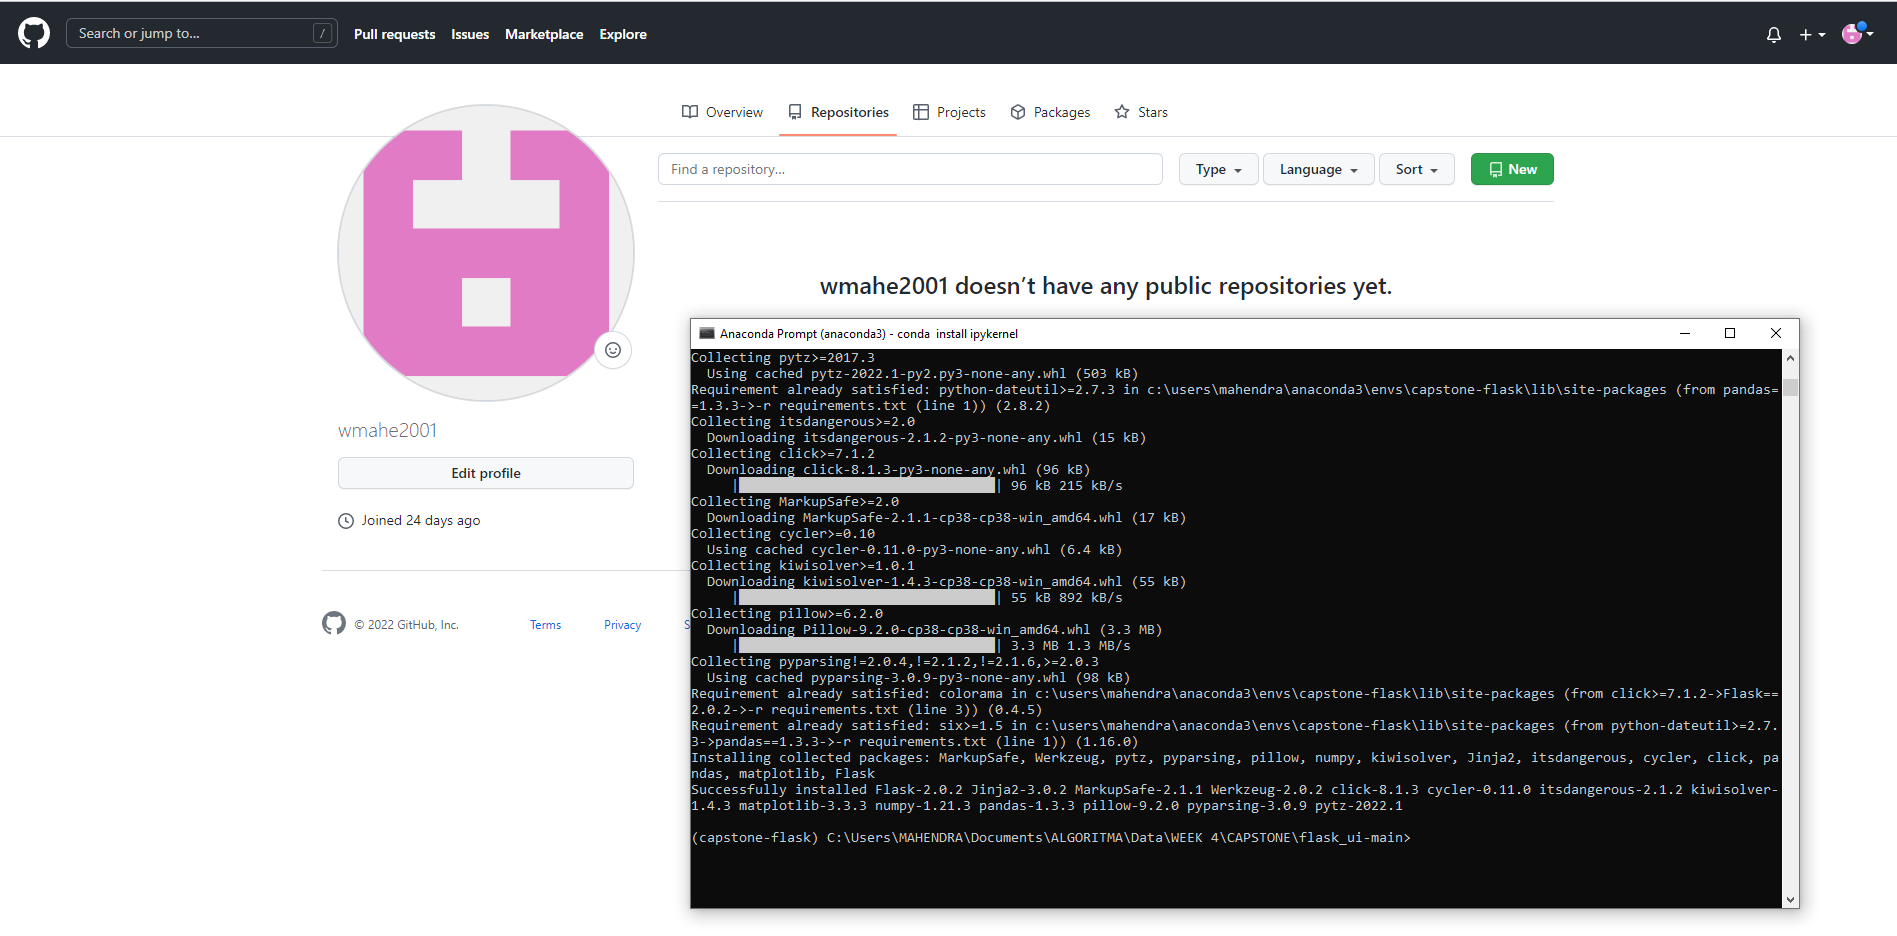 Search or jump to...
/
Pull requests
Issues
Marketplace
Explore
Overview
Repositories
Projects
Packages
Stars
Find a repository...
Type
Language
Sort
New
wmahe2001 doesn't have any public repositories yet.
wmahe2001
Edit profile
Joined 24 days ago
© 2022 GitHub, Inc.
Terms
Privacy
S
Anaconda Prompt (anaconda3) - conda  install ipykernel
Collecting pytz>=2017.3
  Using cached pytz-2022.1-py2.py3-none-any.whl (503 kB)
Requirement already satisfied: python-dateutil>=2.7.3 in c:\users\mahendra\anaconda3\envs\capstone-flask\lib\site-packages (from pandas=
=1.3.3->-r requirements.txt (line 1)) (2.8.2)
Collecting itsdangerous>=2.0
  Downloading itsdangerous-2.1.2-py3-none-any.whl (15 kB)
Collecting click>=7.1.2
  Downloading click-8.1.3-py3-none-any.whl (96 kB)
| | 96 kB 215 kB/s
Collecting MarkupSafe>=2.0
  Downloading MarkupSafe-2.1.1-cp38-cp38-win_amd64.whl (17 kB)
Collecting cycler>=0.10
  Using cached cycler-0.11.0-py3-none-any.whl (6.4 kB)
Collecting kiwisolver>=1.0.1
  Downloading kiwisolver-1.4.3-cp38-cp38-win_amd64.whl (55 kB)
| | 55 kB 892 kB/s
Collecting pillow>=6.2.0
  Downloading Pillow-9.2.0-cp38-cp38-win_amd64.whl (3.3 MB)
| | 3.3 MB 1.3 MB/s
Collecting pyparsing!=2.0.4,!=2.1.2,!=2.1.6,>=2.0.3
  Using cached pyparsing-3.0.9-py3-none-any.whl (98 kB)
Requirement already satisfied: colorama in c:\users\mahendra\anaconda3\envs\capstone-flask\lib\site-packages (from click>=7.1.2->Flask==
2.0.2->-r requirements.txt (line 3)) (0.4.5)
Requirement already satisfied: six>=1.5 in c:\users\mahendra\anaconda3\envs\capstone-flask\lib\site-packages (from python-dateutil>=2.7.
3->pandas==1.3.3->-r requirements.txt (line 1)) (1.16.0)
Installing collected packages: MarkupSafe, Werkzeug, pytz, pyparsing, pillow, numpy, kiwisolver, Jinja2, itsdangerous, cycler, click, pa
ndas, matplotlib, Flask
Successfully installed Flask-2.0.2 Jinja2-3.0.2 MarkupSafe-2.1.1 Werkzeug-2.0.2 click-8.1.3 cycler-0.11.0 itsdangerous-2.1.2 kiwisolver-
1.4.3 matplotlib-3.3.3 numpy-1.21.3 pandas-1.3.3 pillow-9.2.0 pyparsing-3.0.9 pytz-2022.1
(capstone-flask) C:\Users\MAHENDRA\Documents\ALGORITMA\Data\WEEK 4\CAPSTONE\flask_ui-main>